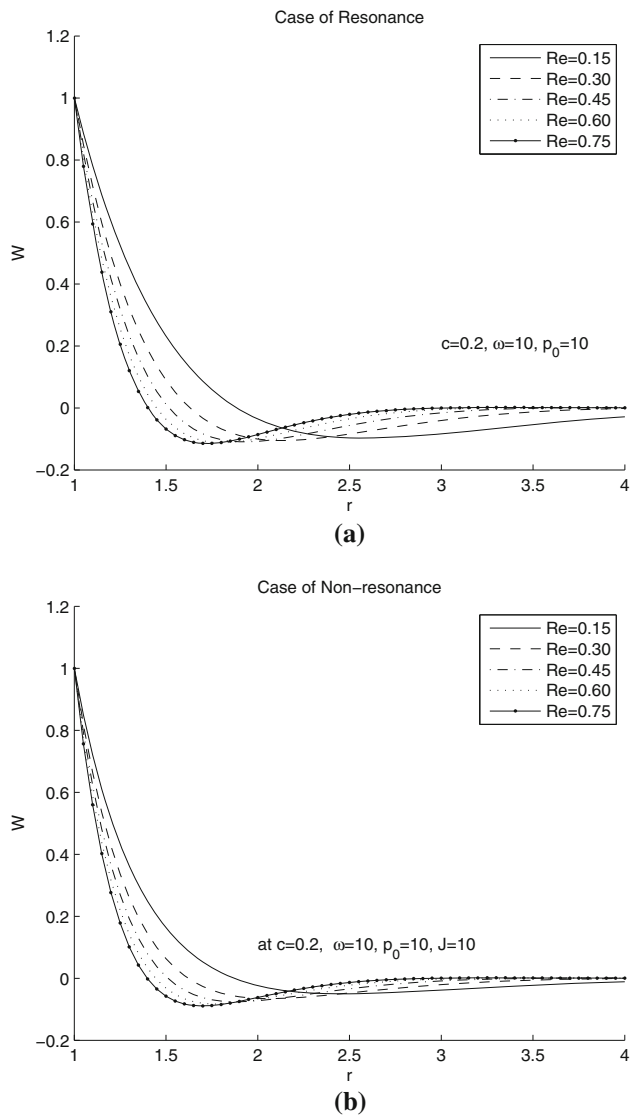 Case of Resonance
1.2
1
0.8
0.6
0.4
0.2
0
−0.2
W
Re=0.15
Re=0.30
Re=0.45
Re=0.60
Re=0.75
c=0.2, ω=10, p₀=10
1 1.5 2 2.5 3 3.5 4
r
(a)
Case of Non−resonance
1.2
1
0.8
0.6
0.4
0.2
0
−0.2
W
Re=0.15
Re=0.30
Re=0.45
Re=0.60
Re=0.75
at c=0.2, ω=10, p₀=10, J=10
1 1.5 2 2.5 3 3.5 4
r
(b)